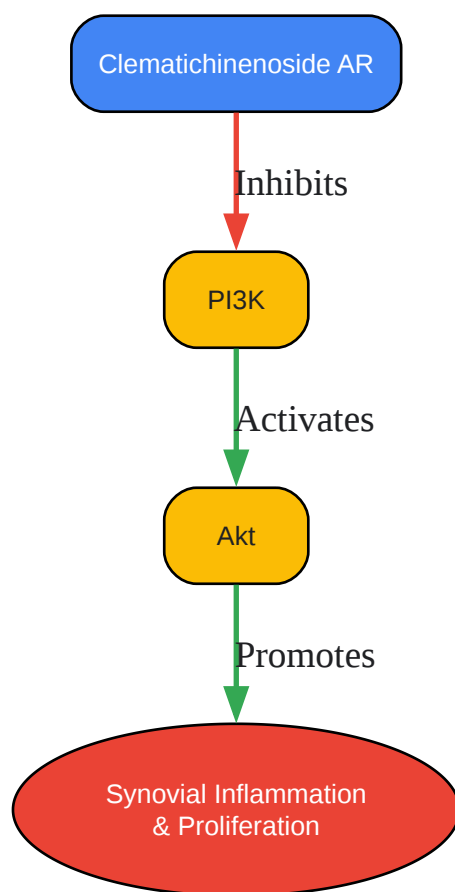 Clematichinenoside AR
Inhibits
PI3K
Activates
Akt
Promotes
Synovial Inflammation
& Proliferation